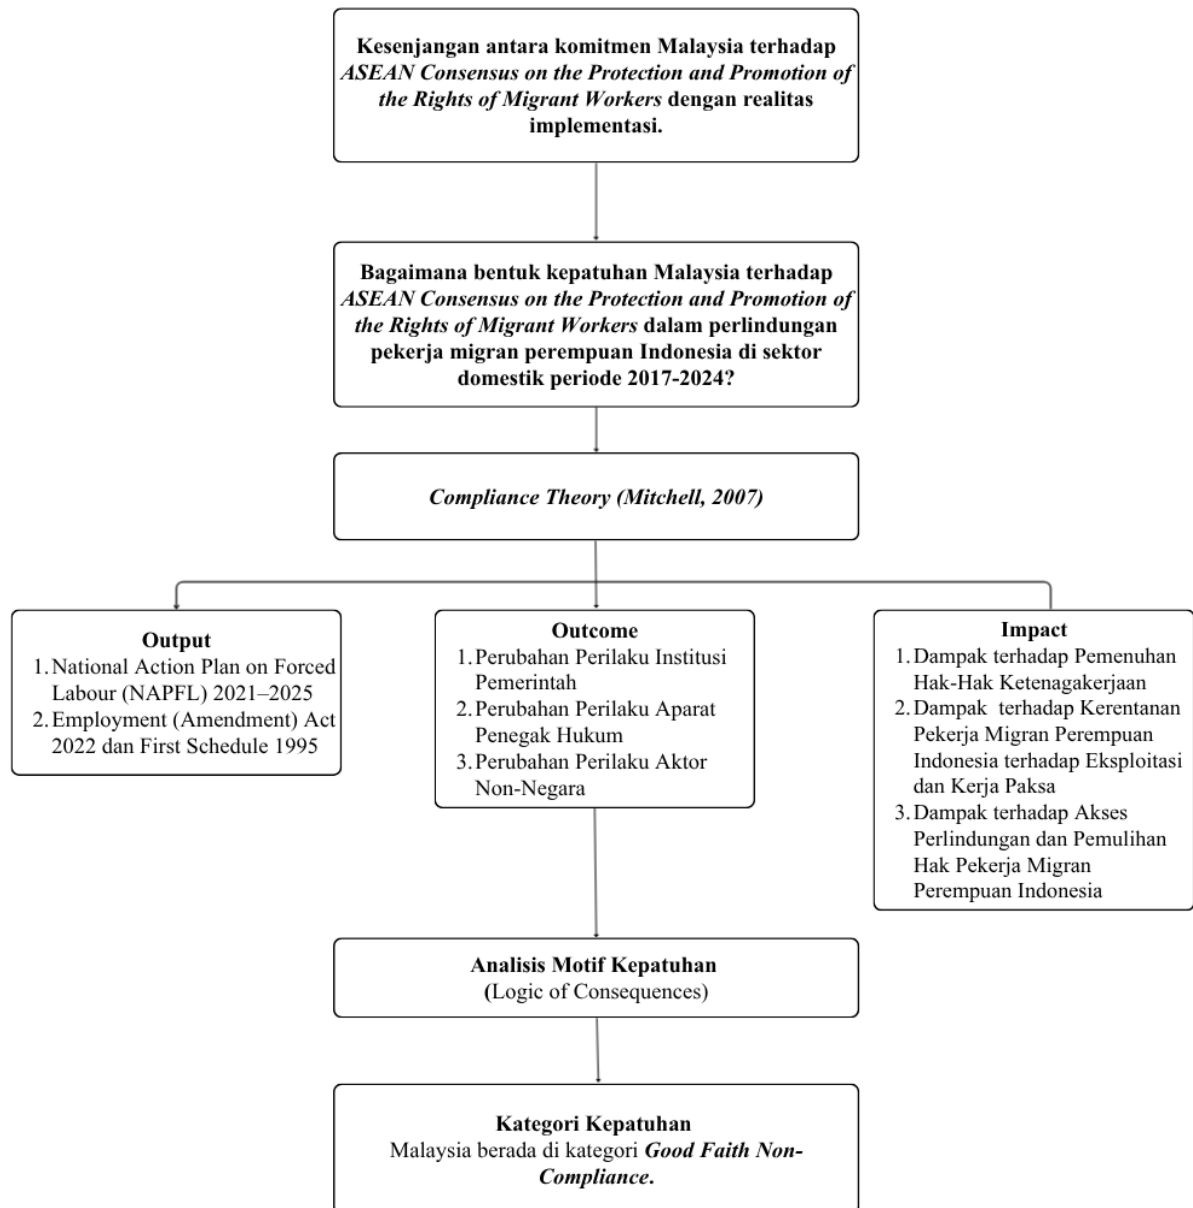 Kesenjangan antara komitmen Malaysia terhadap
ASEAN Consensus on the Protection and Promotion of
the Rights of Migrant Workers dengan realitas
implementasi.
Bagaimana bentuk kepatuhan Malaysia terhadap
ASEAN Consensus on the Protection and Promotion of
the Rights of Migrant Workers dalam perlindungan
pekerja migran perempuan Indonesia di sektor
domestik periode 2017-2024?
Compliance Theory (Mitchell, 2007)
Output
1. National Action Plan on Forced
Labour (NAPFL) 2021–2025
2. Employment (Amendment) Act
2022 dan First Schedule 1995
Outcome
1. Perubahan Perilaku Institusi
Pemerintah
2. Perubahan Perilaku Aparat
Penegak Hukum
3. Perubahan Perilaku Aktor
Non-Negara
Impact
1. Dampak terhadap Pemenuhan
Hak-Hak Ketenagakerjaan
2. Dampak terhadap Kerentanan
Pekerja Migran Perempuan
Indonesia terhadap Eksploitasi
dan Kerja Paksa
3. Dampak terhadap Akses
Perlindungan dan Pemulihan
Hak Pekerja Migran
Perempuan Indonesia
Analisis Motif Kepatuhan
(Logic of Consequences)
Kategori Kepatuhan
Malaysia berada di kategori Good Faith Non-
Compliance.